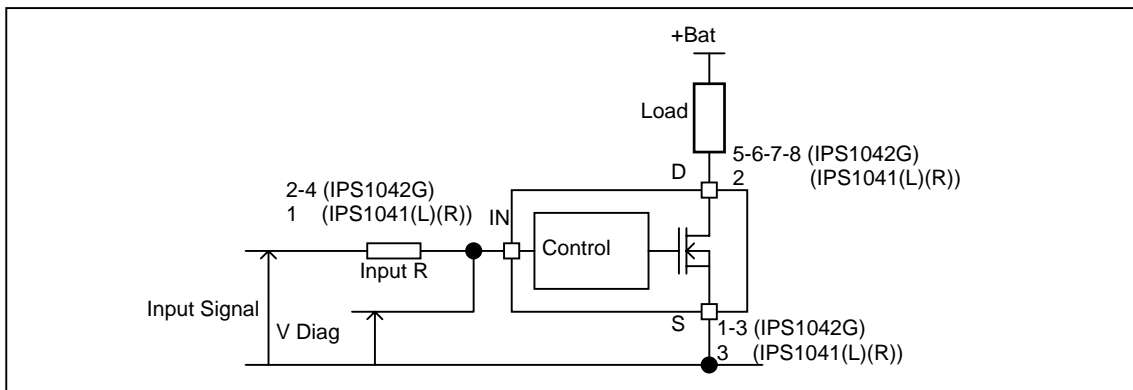 +Bat
Load
D
5-6-7-8 (IPS1042G)
2 (IPS1041(L)(R))
2-4 (IPS1042G)
1 (IPS1041(L)(R))
IN
Control
Input R
Input Signal
V Diag
S
1-3 (IPS1042G)
3 (IPS1041(L)(R))